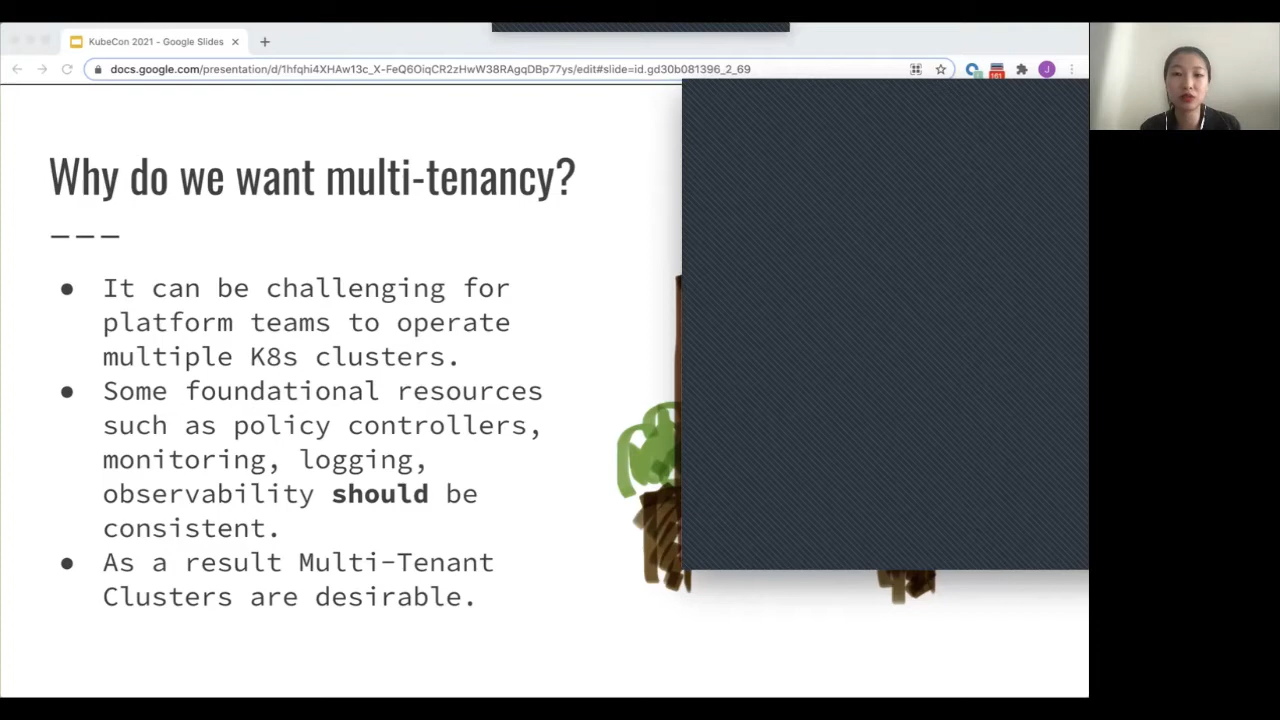 KubeCon 2021 - Google Slides
docs.google.com/presentation/d/1hfqhi4XHAw13c_X-FeQ6OiqCR2zHwW38RAgqDBp77ys/edit#slide=id.gd30b081396_2_69
161
J
Why do we want multi-tenancy?
● It can be challenging for
platform teams to operate
multiple K8s clusters.
● Some foundational resources
such as policy controllers,
monitoring, logging,
observability should be
consistent.
● As a result Multi-Tenant
Clusters are desirable.